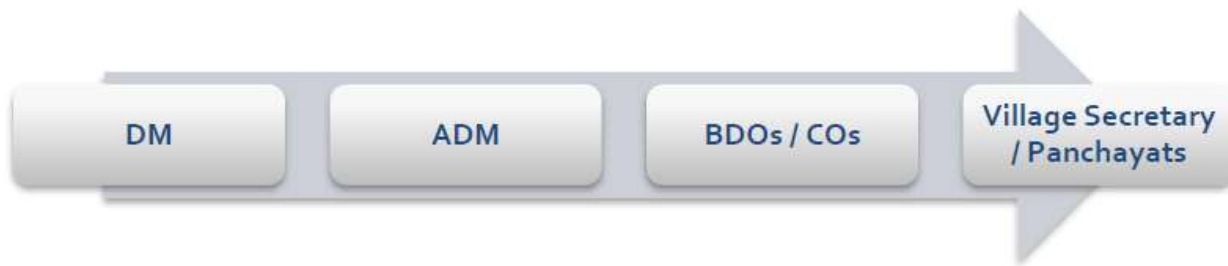 DM
ADM
BDOs / COs
Village Secretary
/ Panchayats